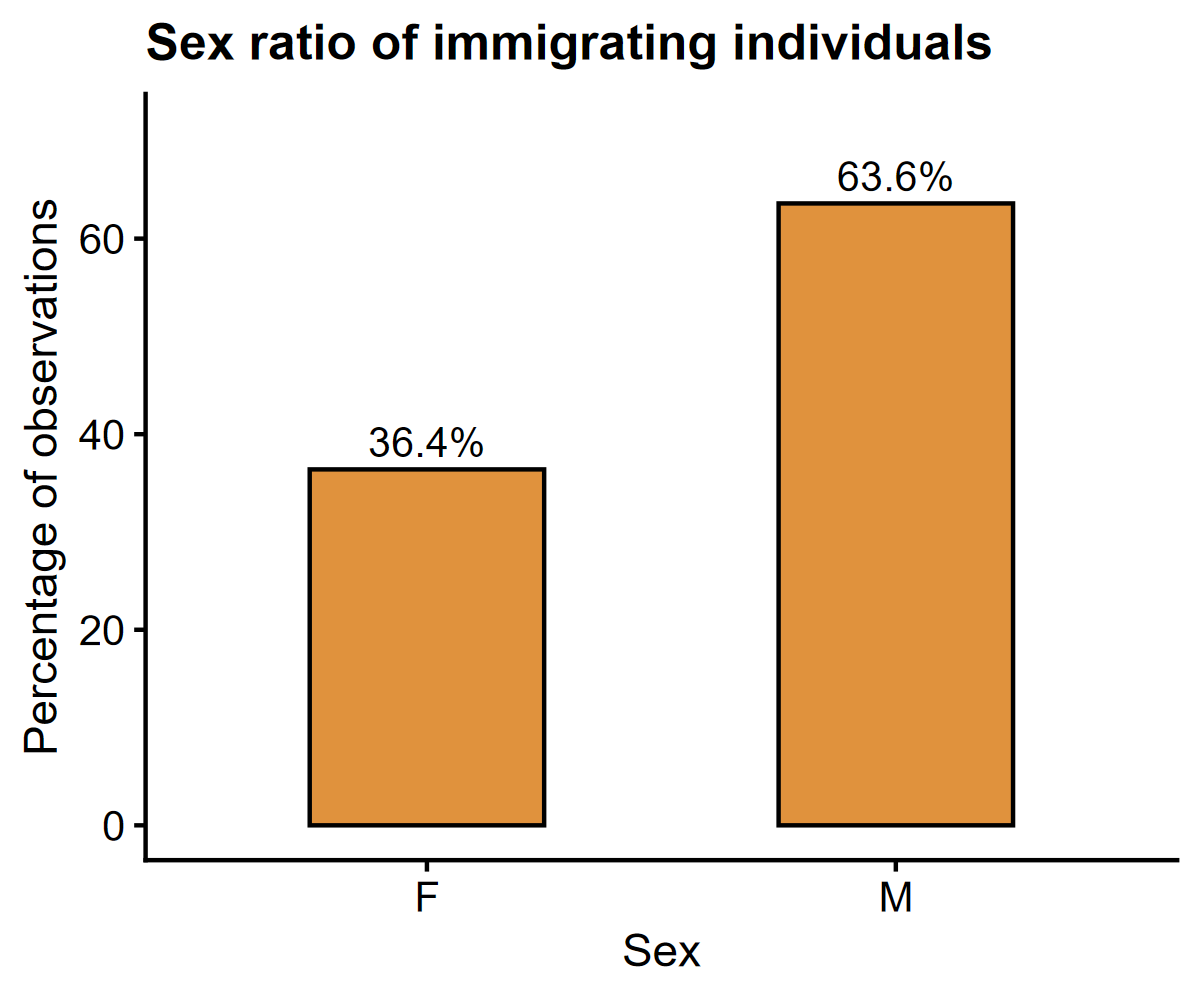 Sex ratio of immigrating individuals
Percentage of observations
60
40
20
0
36.4%
63.6%
F
M
Sex